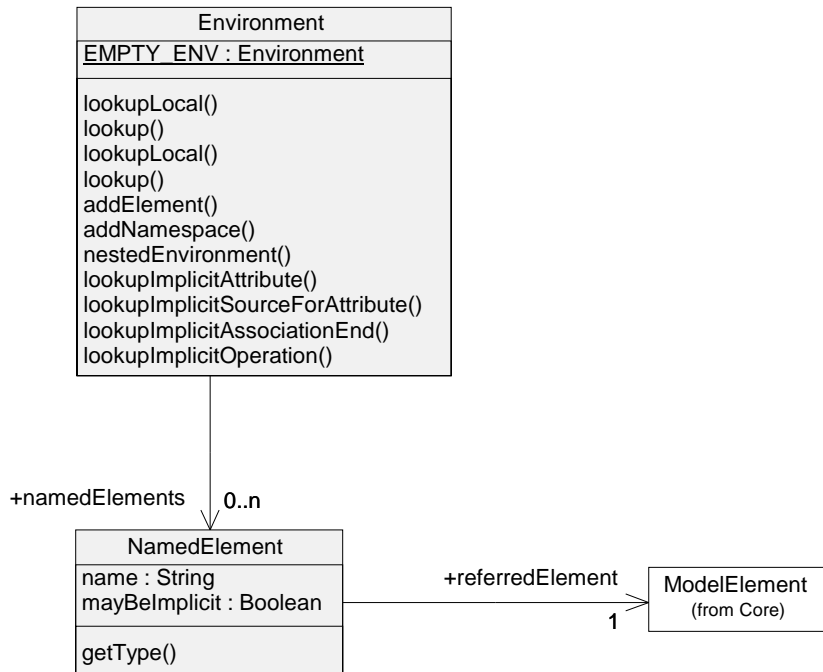 Environment
EMPTY_ENV : Environment
lookupLocal()
lookup()
lookupLocal()
lookup()
addElement()
addNamespace()
nestedEnvironment()
lookupImplicitAttribute()
lookupImplicitSourceForAttribute()
lookupImplicitAssociationEnd()
lookupImplicitOperation()
+namedElements 0..n
NamedElement
name : String
mayBeImplicit : Boolean
getType()
+referredElement
1
ModelElement
(from Core)